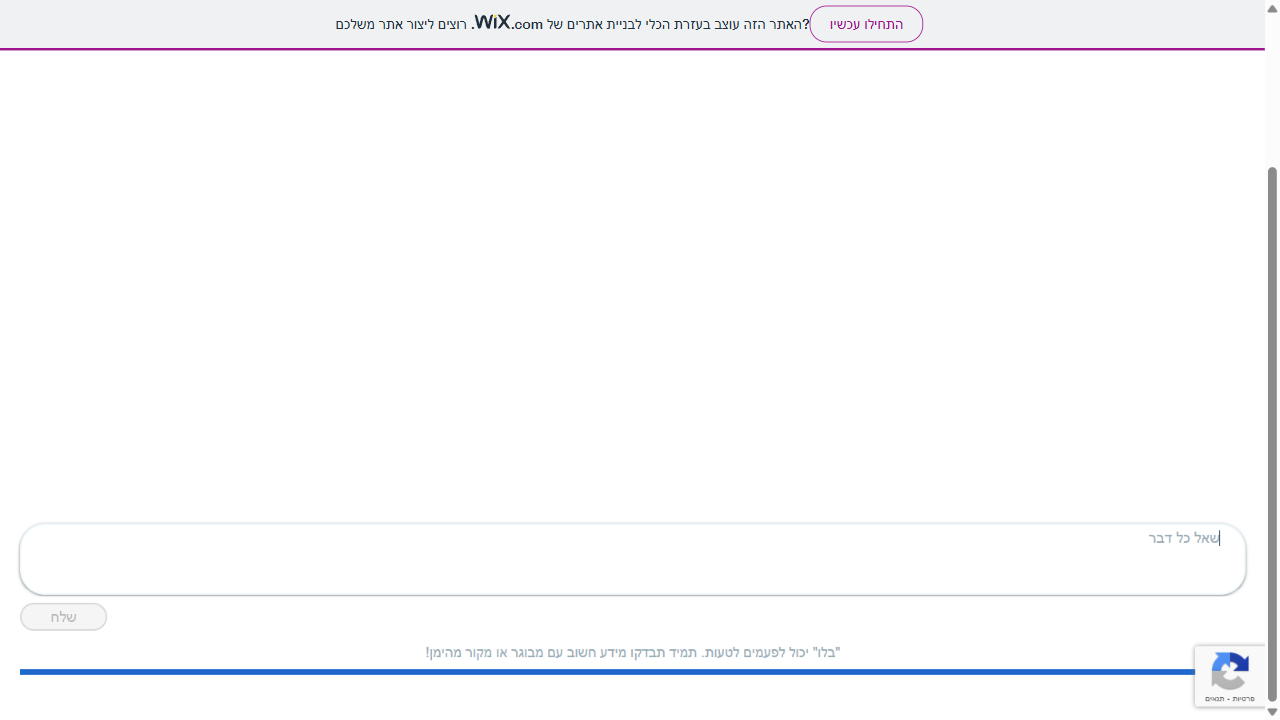 האתר הזה עוצב בעזרת הכלי לבניית אתרים של WiX.com. רוצים ליצור אתר משלכם?
התחילו עכשיו
שאל כל דבר
שלח
"בלו" יכול לפעמים לטעות. תמיד תבדקו מידע חשוב עם מבוגר או מקור מהימן!
פרטיות - תנאים